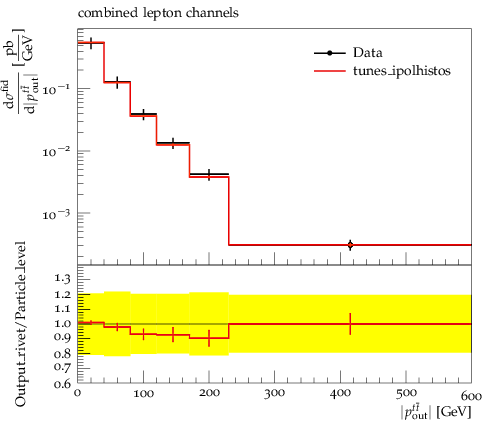 combined lepton channels
dσ^fid / d|p_out^{tt̄}| [pb/GeV]
Data
tunes_ipolhistos
10^−1
10^−2
10^−3
Output_rivet/Particle_level
1.3
1.2
1.1
1.0
0.9
0.8
0.7
0.6
0 100 200 300 400 500 600
|p_out^{tt̄}| [GeV]